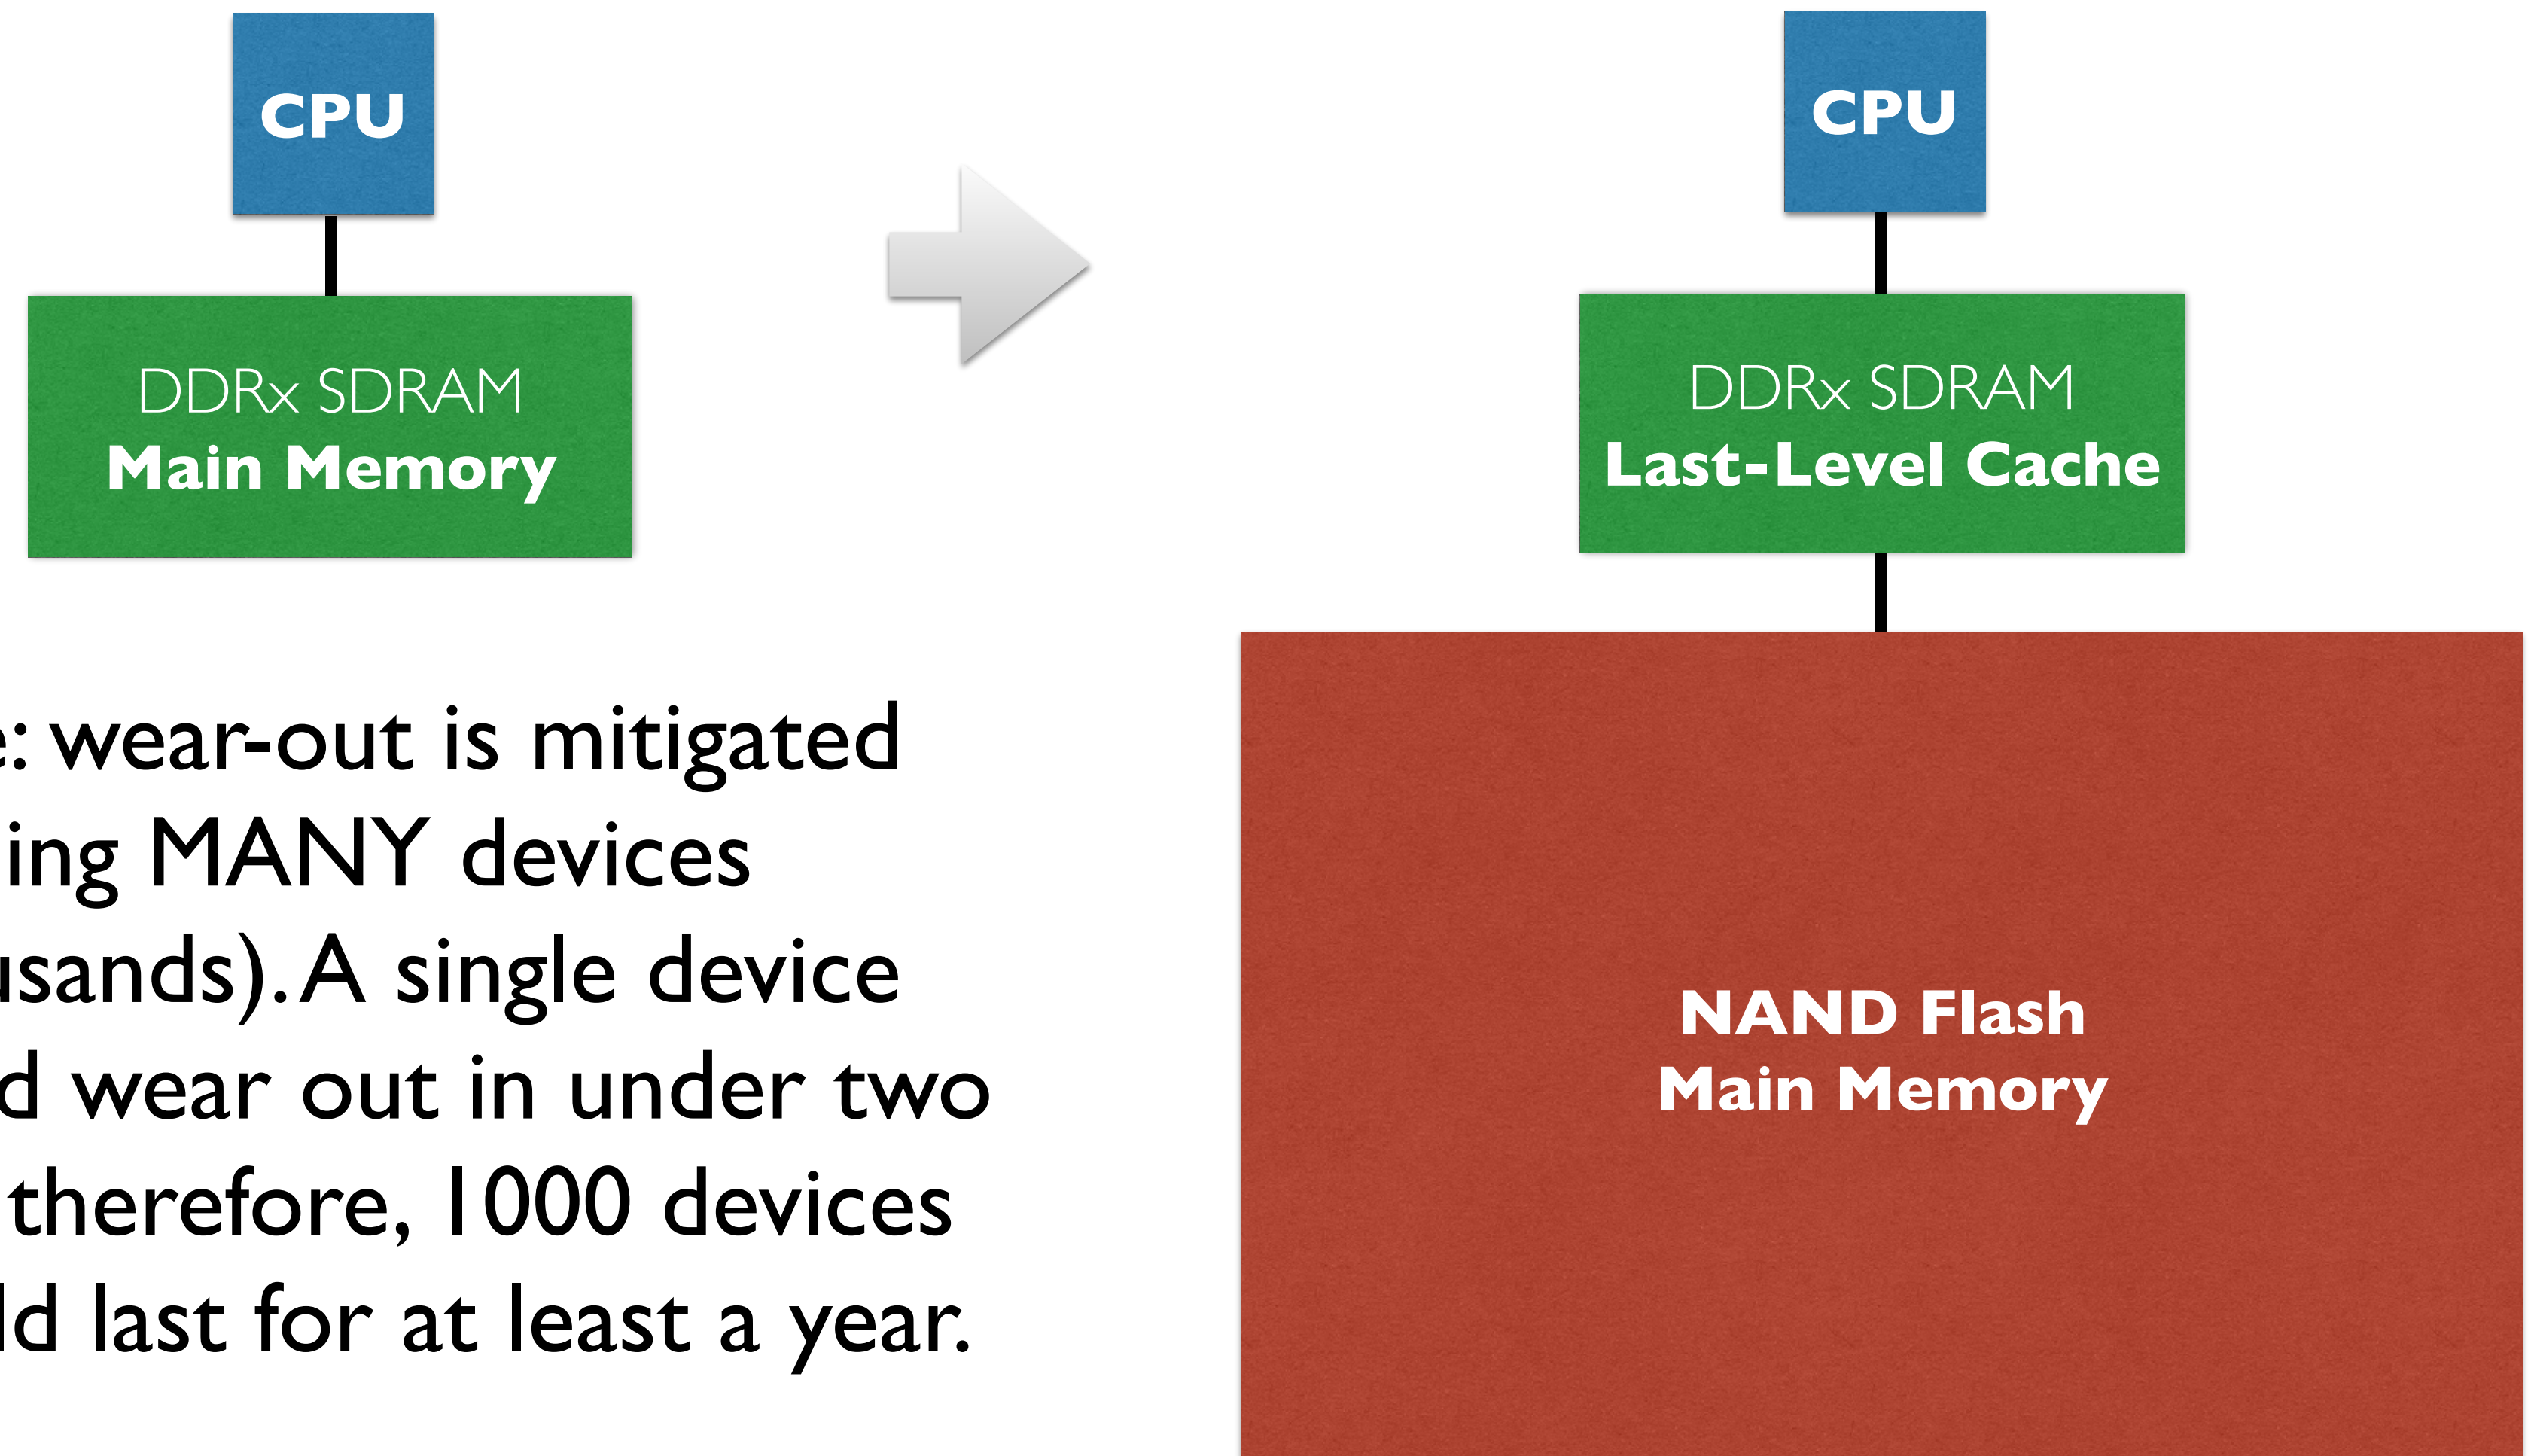 CPU
DDRx SDRAM
Main Memory
CPU
DDRx SDRAM
Last-Level Cache
NAND Flash
Main Memory
e: wear-out is mitigated
ing MANY devices
usands). A single device
d wear out in under two
therefore, 1000 devices
ld last for at least a year.